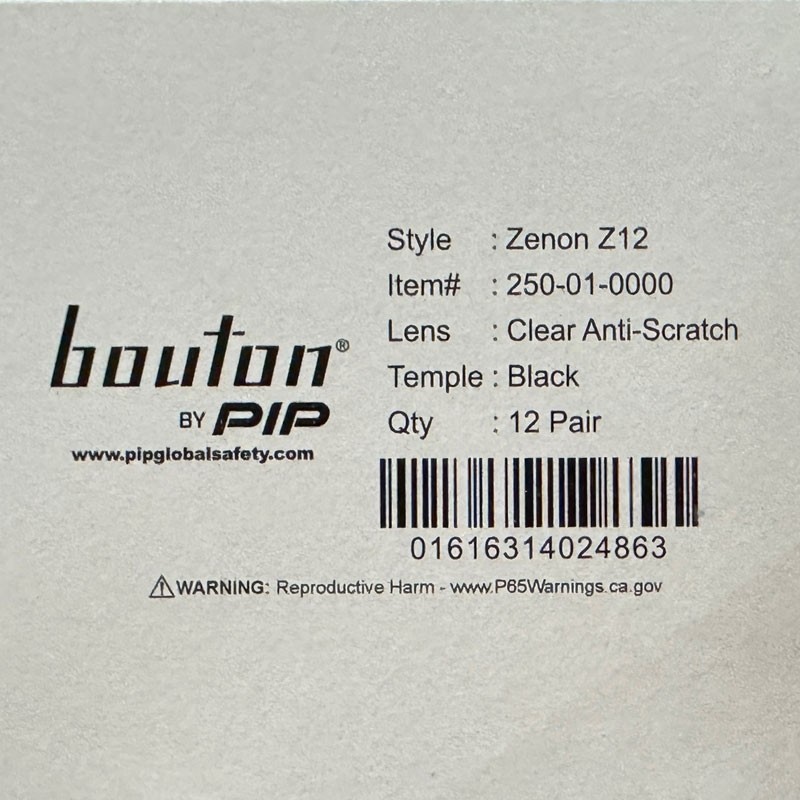 bouton®
BY PIP
www.pipglobalsafety.com
Style : Zenon Z12
Item# : 250-01-0000
Lens : Clear Anti-Scratch
Temple : Black
Qty : 12 Pair
01616314024863
⚠WARNING: Reproductive Harm - www.P65Warnings.ca.gov